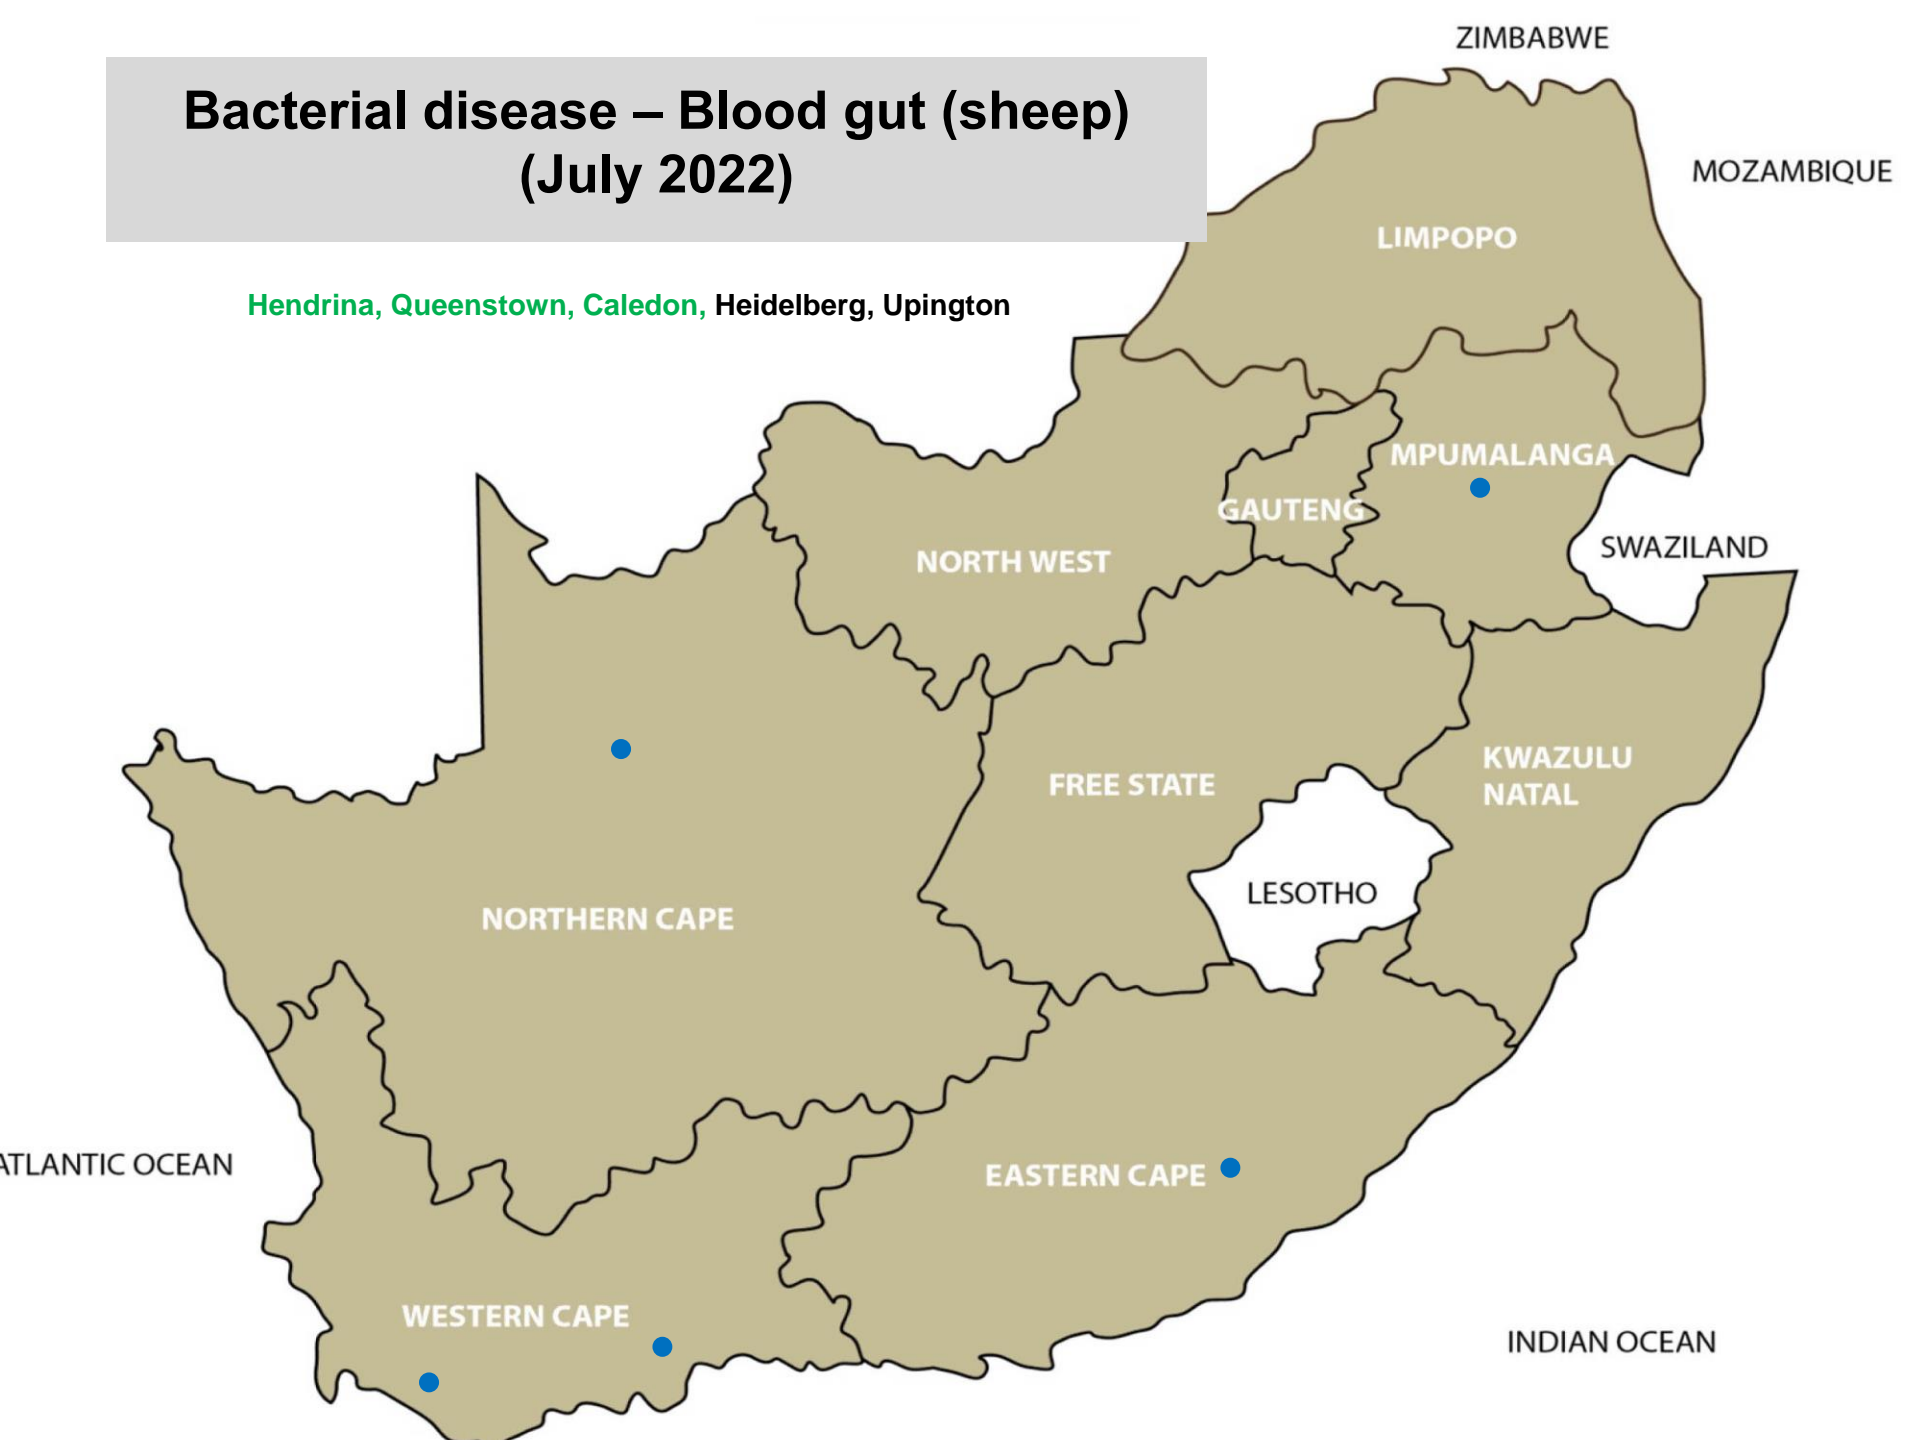 ZIMBABWE
Bacterial disease – Blood gut (sheep)
(July 2022)
MOZAMBIQUE
LIMPOPO
Hendrina, Queenstown, Caledon, Heidelberg, Upington
MPUMALANGA
GAUTENG
SWAZILAND
NORTH WEST
KWAZULU
NATAL
FREE STATE
LESOTHO
NORTHERN CAPE
ATLANTIC OCEAN
EASTERN CAPE
WESTERN CAPE
INDIAN OCEAN